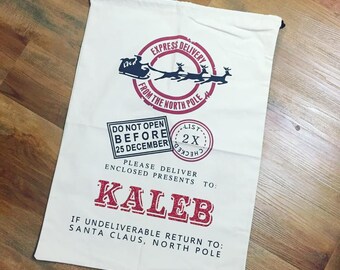 EXPRESS DELIVERY
FROM THE NORTH POLE
DO NOT OPEN
BEFORE
25 DECEMBER
LIST
2X
CHECKED
PLEASE DELIVER
ENCLOSED PRESENTS TO:
KALEB
IF UNDELIVERABLE RETURN TO:
SANTA CLAUS, NORTH POLE